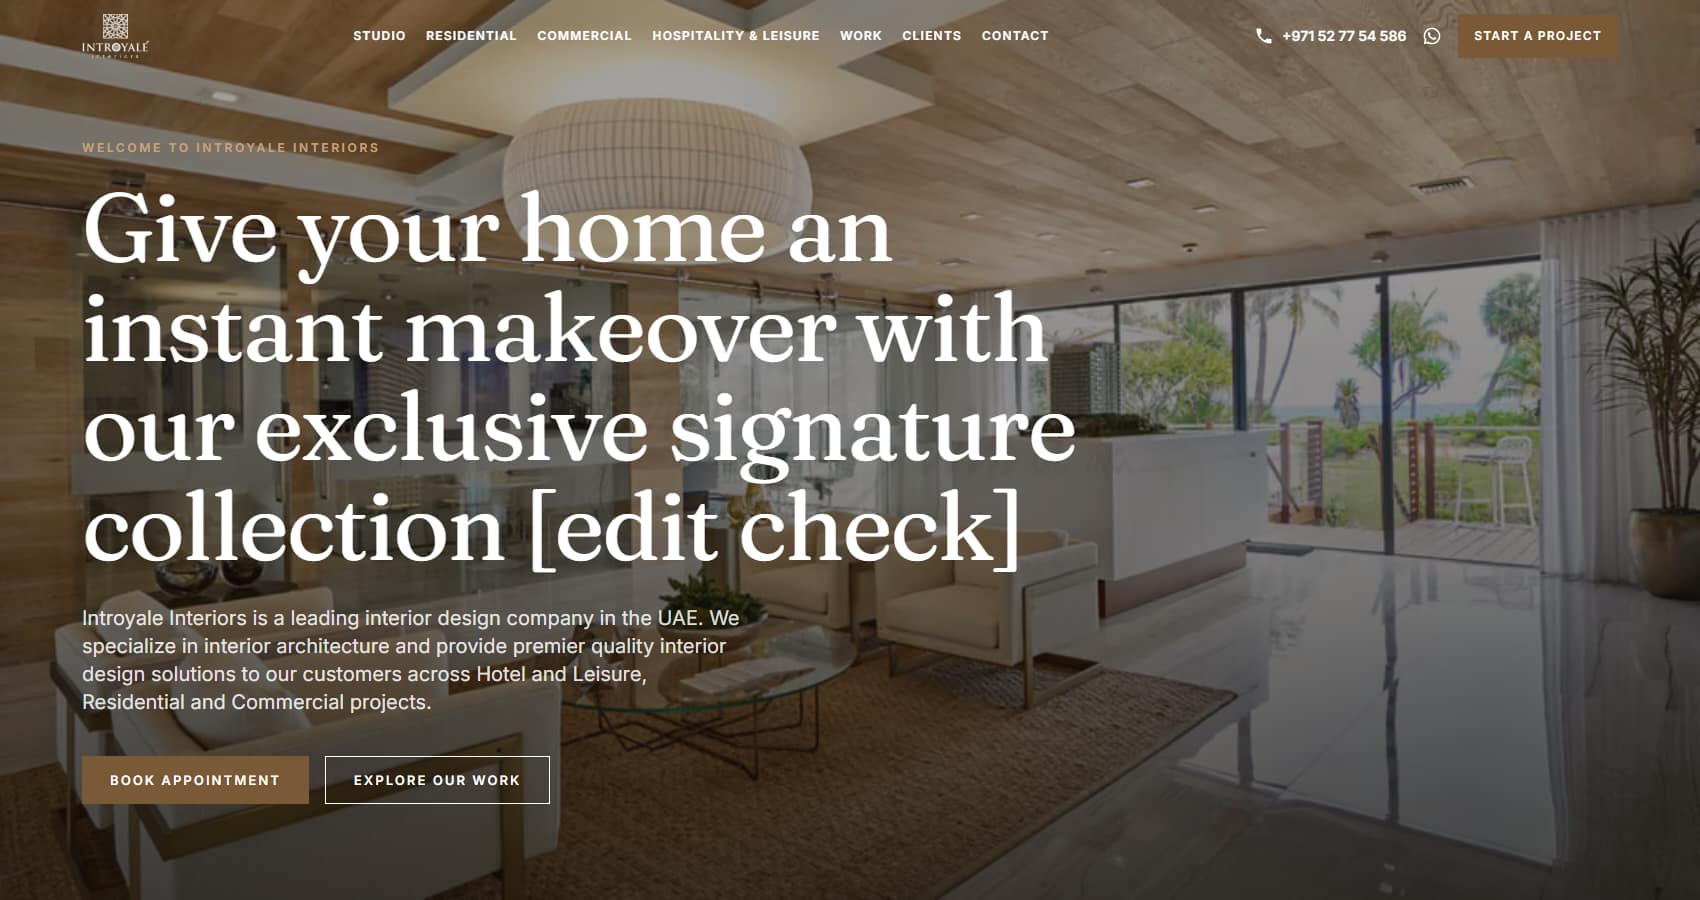 INTROYALE
interiors
STUDIO RESIDENTIAL COMMERCIAL HOSPITALITY & LEISURE WORK CLIENTS CONTACT
+971 52 77 54 586
START A PROJECT
WELCOME TO INTROYALE INTERIORS
Give your home an
instant makeover with
our exclusive signature
collection [edit check]
Introyale Interiors is a leading interior design company in the UAE. We
specialize in interior architecture and provide premier quality interior
design solutions to our customers across Hotel and Leisure,
Residential and Commercial projects.
BOOK APPOINTMENT
EXPLORE OUR WORK